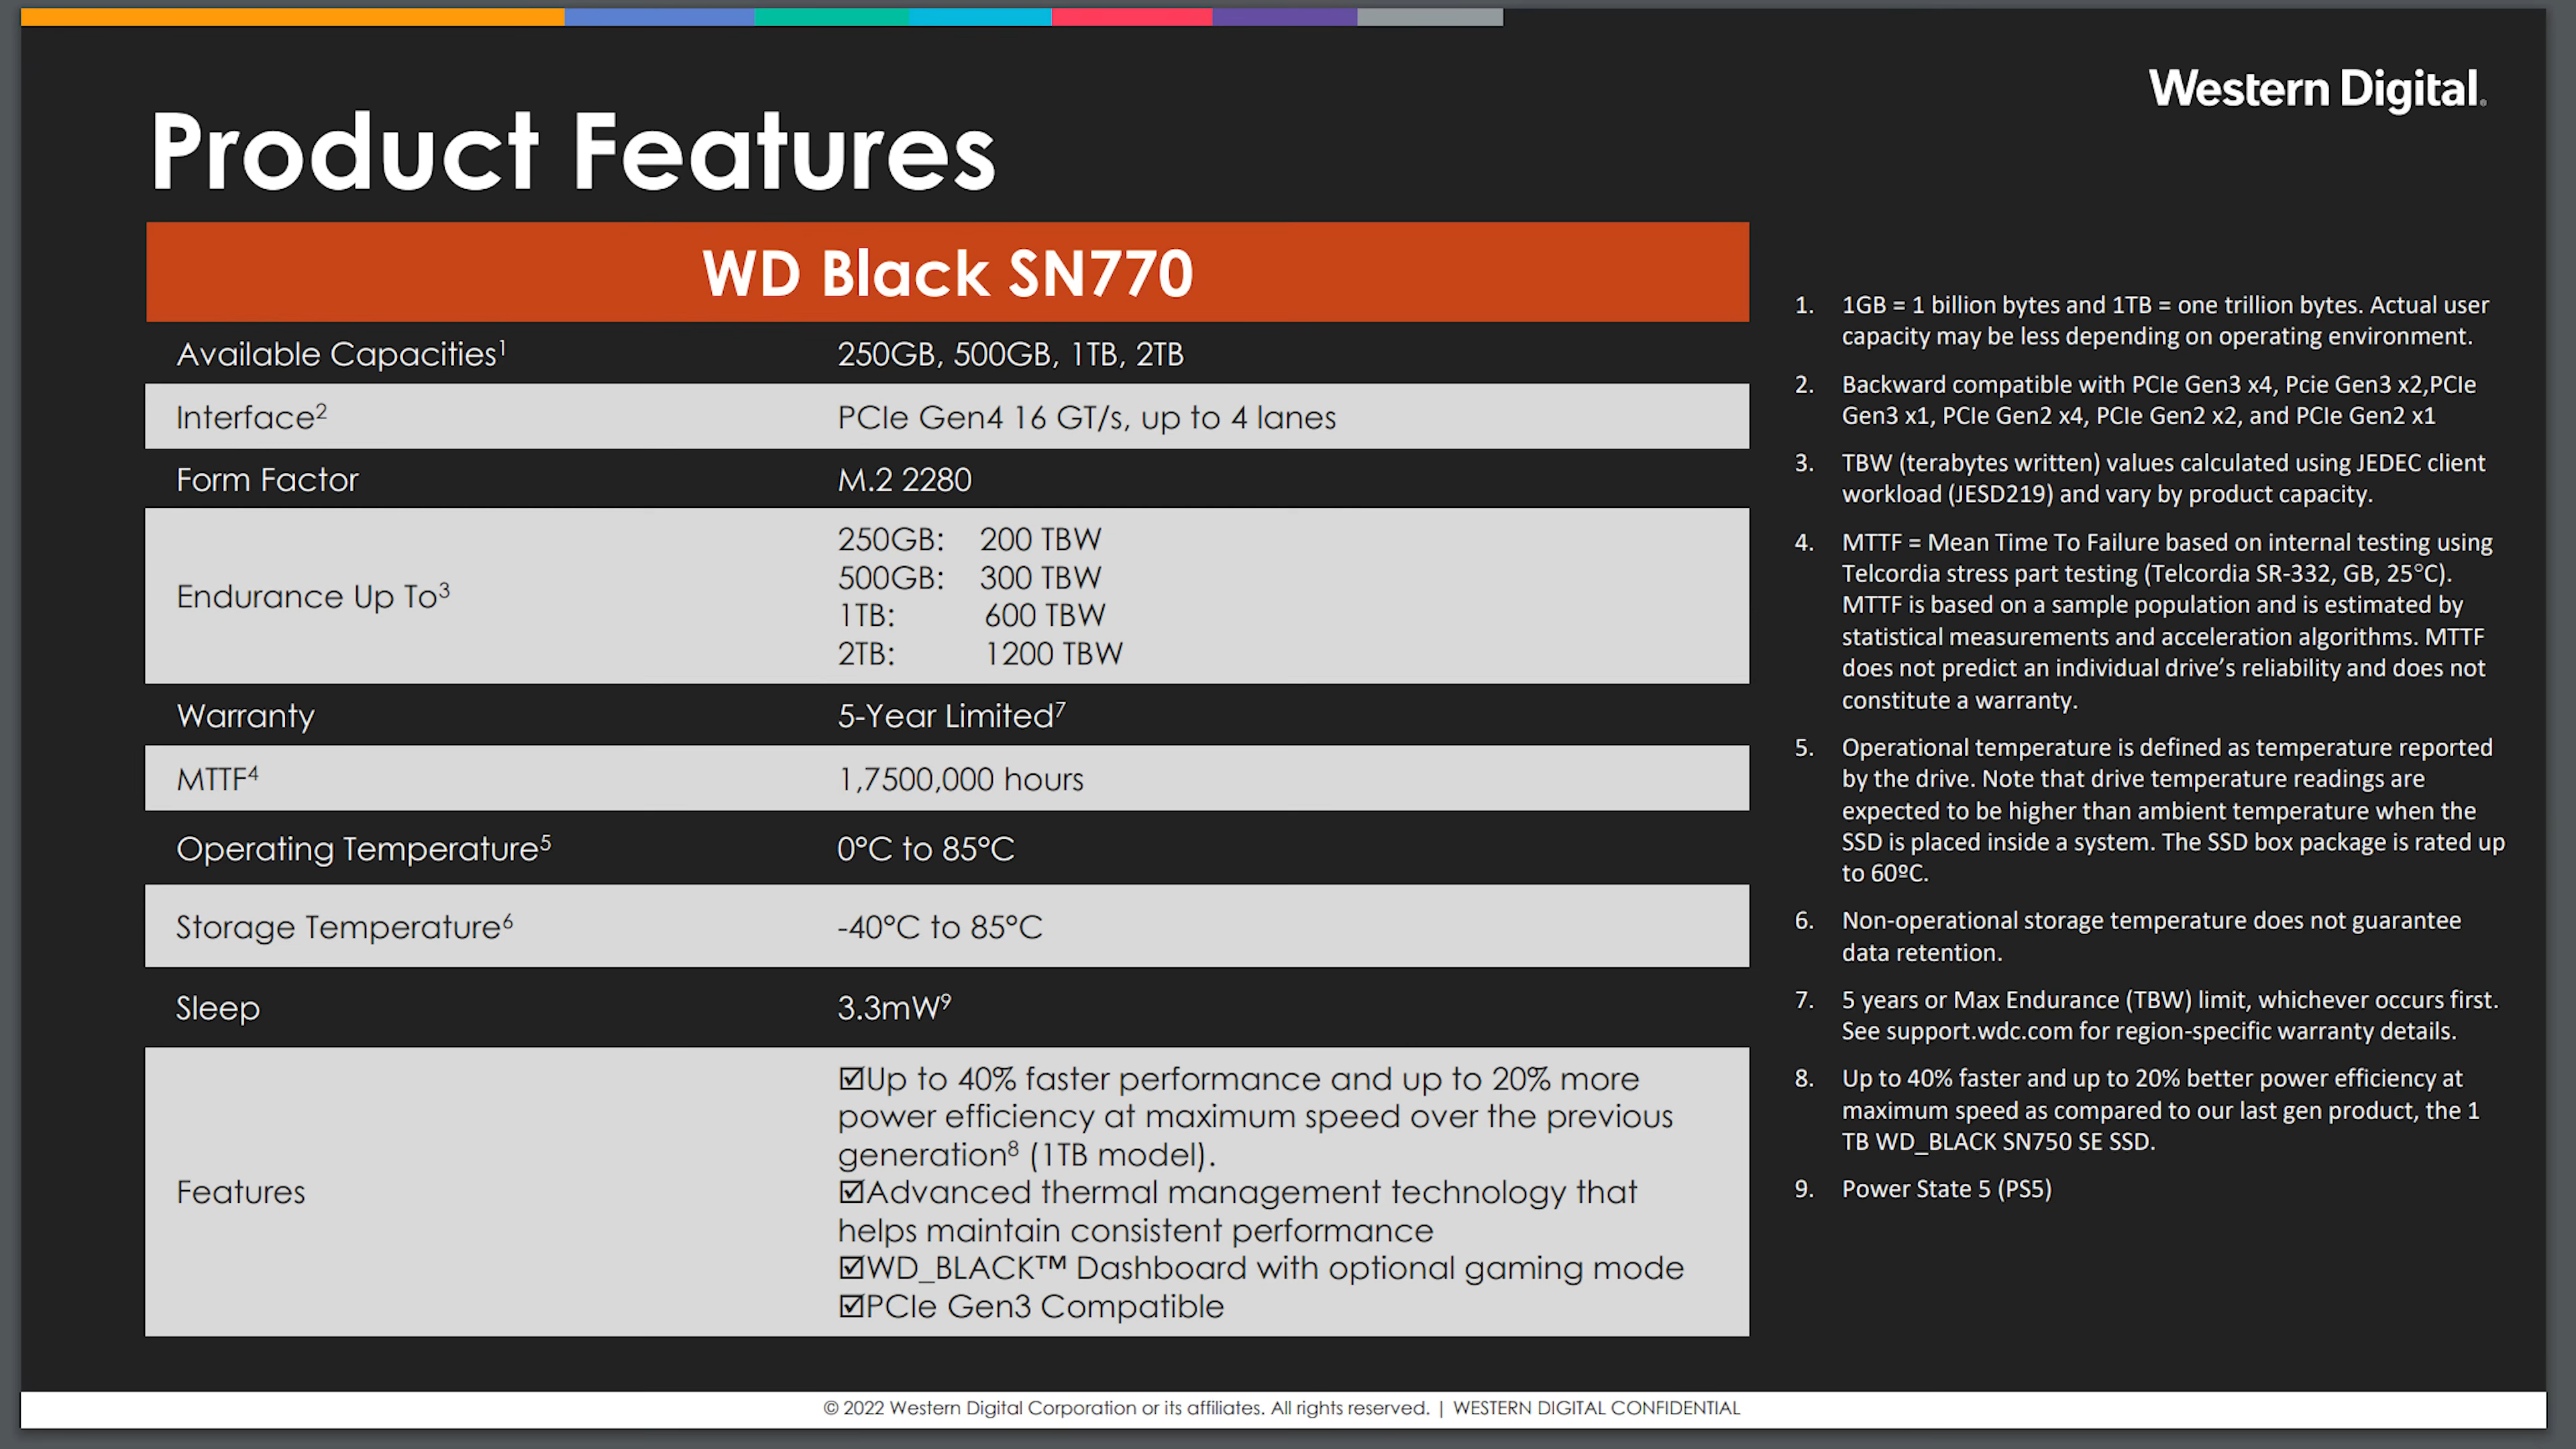 Western Digital.
Product Features
WD Black SN770
Available Capacities¹ 250GB, 500GB, 1TB, 2TB
Interface² PCIe Gen4 16 GT/s, up to 4 lanes
Form Factor M.2 2280
Endurance Up To³
250GB: 200 TBW
500GB: 300 TBW
1TB: 600 TBW
2TB: 1200 TBW
Warranty 5-Year Limited⁷
MTTF⁴ 1,7500,000 hours
Operating Temperature⁵ 0°C to 85°C
Storage Temperature⁶ -40°C to 85°C
Sleep 3.3mW⁹
Features
☑Up to 40% faster performance and up to 20% more
power efficiency at maximum speed over the previous
generation⁸ (1TB model).
☑Advanced thermal management technology that
helps maintain consistent performance
☑WD_BLACK™ Dashboard with optional gaming mode
☑PCIe Gen3 Compatible
1. 1GB = 1 billion bytes and 1TB = one trillion bytes. Actual user
capacity may be less depending on operating environment.
2. Backward compatible with PCIe Gen3 x4, Pcie Gen3 x2,PCIe
Gen3 x1, PCIe Gen2 x4, PCIe Gen2 x2, and PCIe Gen2 x1
3. TBW (terabytes written) values calculated using JEDEC client
workload (JESD219) and vary by product capacity.
4. MTTF = Mean Time To Failure based on internal testing using
Telcordia stress part testing (Telcordia SR-332, GB, 25°C).
MTTF is based on a sample population and is estimated by
statistical measurements and acceleration algorithms. MTTF
does not predict an individual drive’s reliability and does not
constitute a warranty.
5. Operational temperature is defined as temperature reported
by the drive. Note that drive temperature readings are
expected to be higher than ambient temperature when the
SSD is placed inside a system. The SSD box package is rated up
to 60ºC.
6. Non-operational storage temperature does not guarantee
data retention.
7. 5 years or Max Endurance (TBW) limit, whichever occurs first.
See support.wdc.com for region-specific warranty details.
8. Up to 40% faster and up to 20% better power efficiency at
maximum speed as compared to our last gen product, the 1
TB WD_BLACK SN750 SE SSD.
9. Power State 5 (PS5)
© 2022 Western Digital Corporation or its affiliates. All rights reserved. | WESTERN DIGITAL CONFIDENTIAL